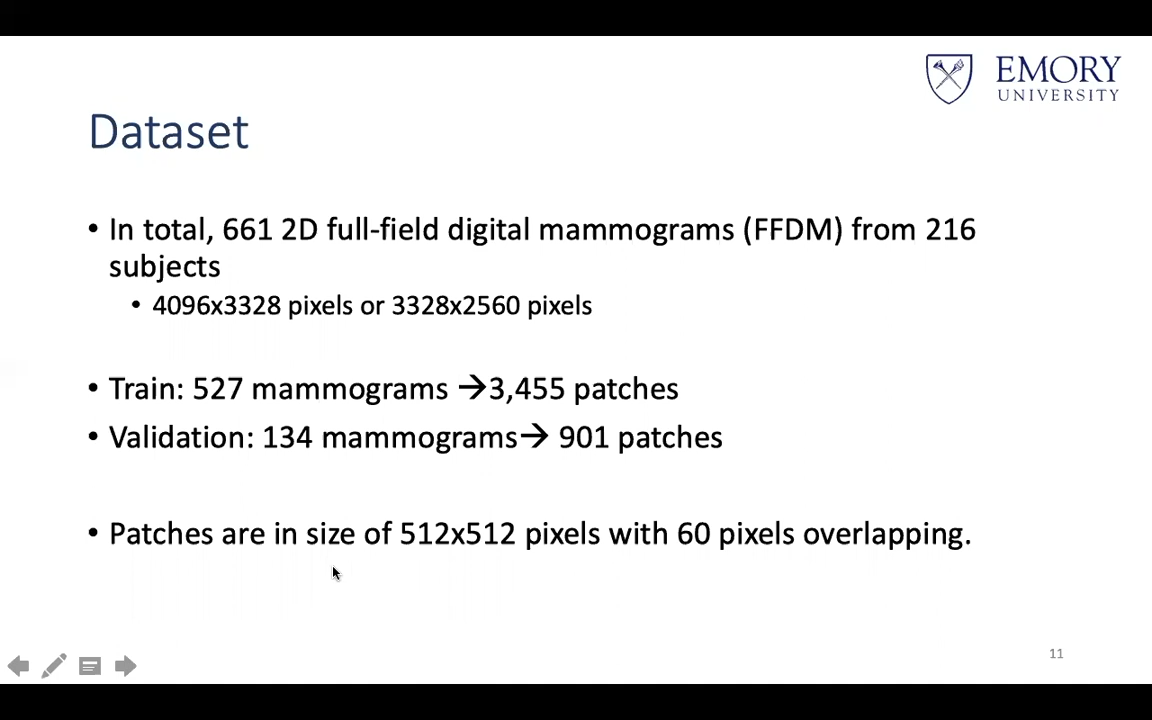 EMORY
UNIVERSITY
Dataset
• In total, 661 2D full-field digital mammograms (FFDM) from 216
subjects
• 4096x3328 pixels or 3328x2560 pixels
• Train: 527 mammograms →3,455 patches
• Validation: 134 mammograms→ 901 patches
• Patches are in size of 512x512 pixels with 60 pixels overlapping.
11